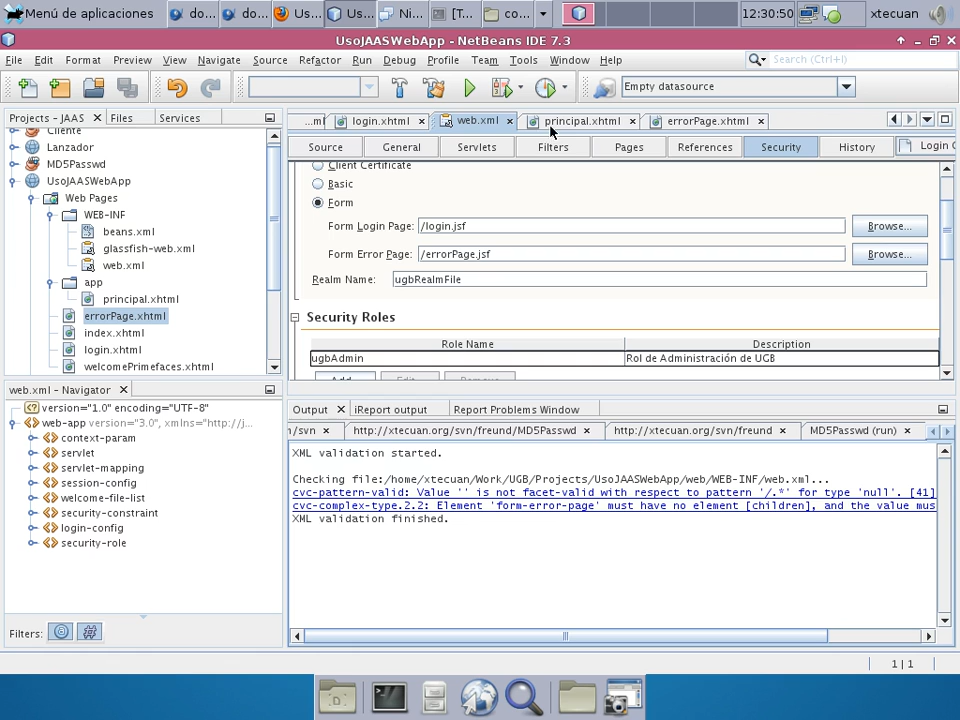 Menú de aplicaciones
do...
do...
Us...
Us...
Ni...
[T...
co...
12:30:50
xtecuan
UsoJAASWebApp - NetBeans IDE 7.3
File Edit Format Preview View Navigate Source Refactor Run Debug Profile Team Tools Window Help
Search (Ctrl+I)
Empty datasource
Projects - JAAS
Files
Services
...ml
login.xhtml
web.xml
principal.xhtml
errorPage.xhtml
Source General Servlets Filters Pages References Security History
Login C
Cliente
Lanzador
MD5Passwd
UsoJAASWebApp
Web Pages
WEB-INF
beans.xml
glassfish-web.xml
web.xml
app
principal.xhtml
errorPage.xhtml
index.xhtml
login.xhtml
welcomePrimefaces.xhtml
Client Certificate
Basic
Form
Form Login Page: /login.jsf Browse...
Form Error Page: /errorPage.jsf Browse...
Realm Name: ugbRealmFile
Security Roles
Role Name Description
ugbAdmin Rol de Administración de UGB
Add... Edit... Remove
web.xml - Navigator
version="1.0" encoding="UTF-8"
web-app version="3.0", xmlns="http://j...
context-param
servlet
servlet-mapping
session-config
welcome-file-list
security-constraint
login-config
security-role
Filters:
Output
iReport output
Report Problems Window
n/svn
http://xtecuan.org/svn/freund/MD5Passwd
http://xtecuan.org/svn/freund
MD5Passwd (run)
XML validation started.
Checking file:/home/xtecuan/Work/UGB/Projects/UsoJAASWebApp/web/WEB-INF/web.xml...
cvc-pattern-valid: Value '' is not facet-valid with respect to pattern '/.*' for type 'null'. [41]
cvc-complex-type.2.2: Element 'form-error-page' must have no element [children], and the value mus
XML validation finished.
1|1